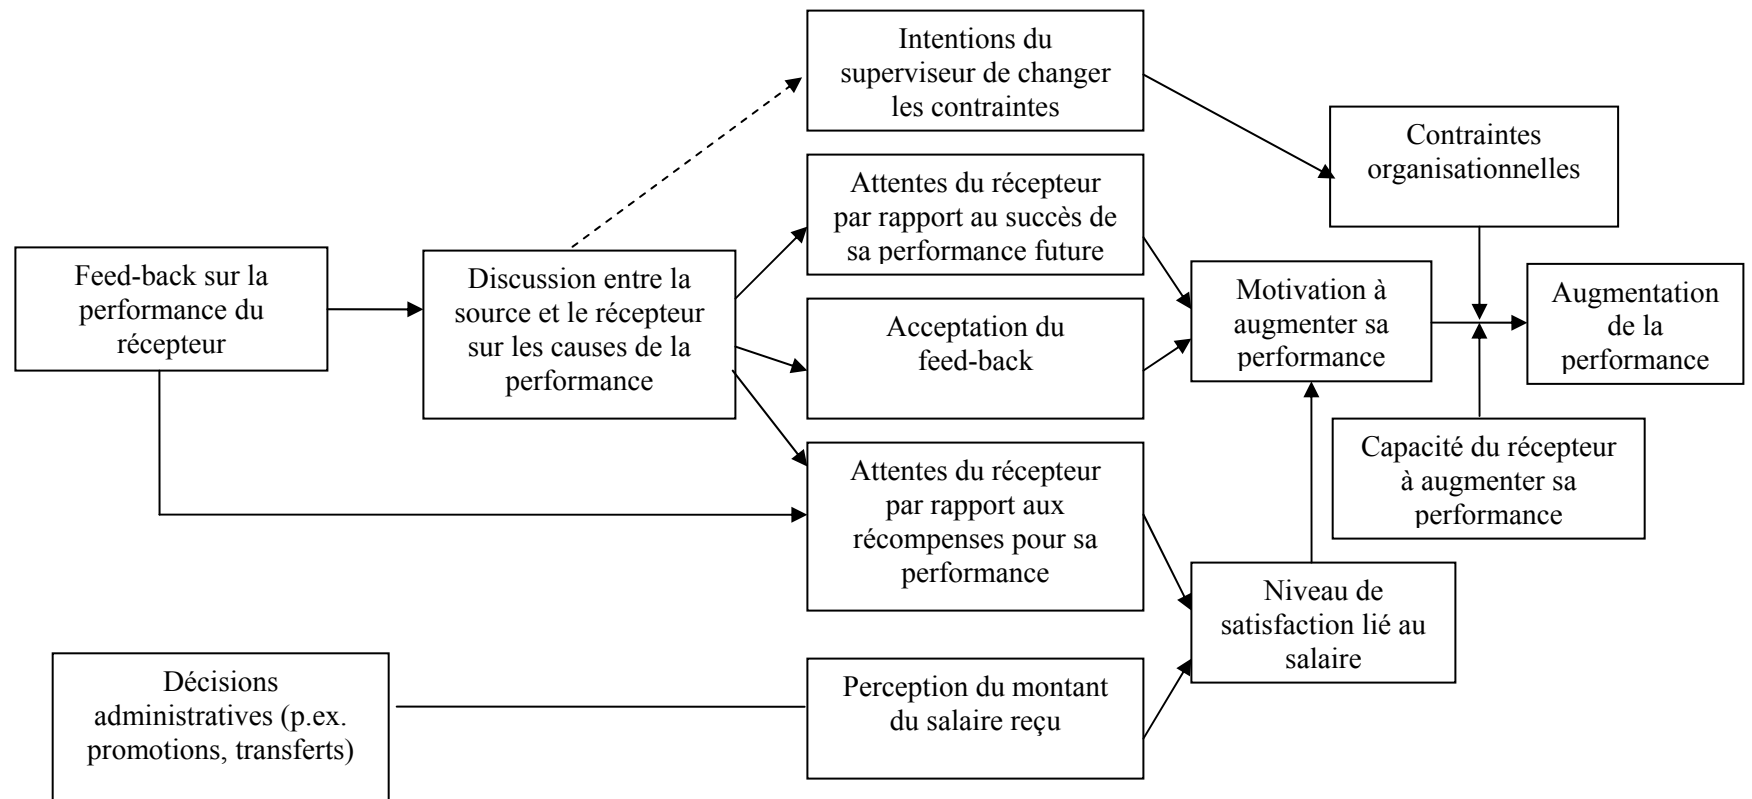 Intentions du
superviseur de changer
les contraintes
Contraintes
organisationnelles
Attentes du récepteur
par rapport au succès de
sa performance future
Feed-back sur la
performance du
récepteur
Discussion entre la
source et le récepteur
sur les causes de la
performance
Motivation à
augmenter sa
performance
Augmentation
de la
performance
Acceptation du
feed-back
Capacité du récepteur
à augmenter sa
performance
Attentes du récepteur
par rapport aux
récompenses pour sa
performance
Niveau de
satisfaction lié au
salaire
Décisions
administratives (p.ex.
promotions, transferts)
Perception du montant
du salaire reçu